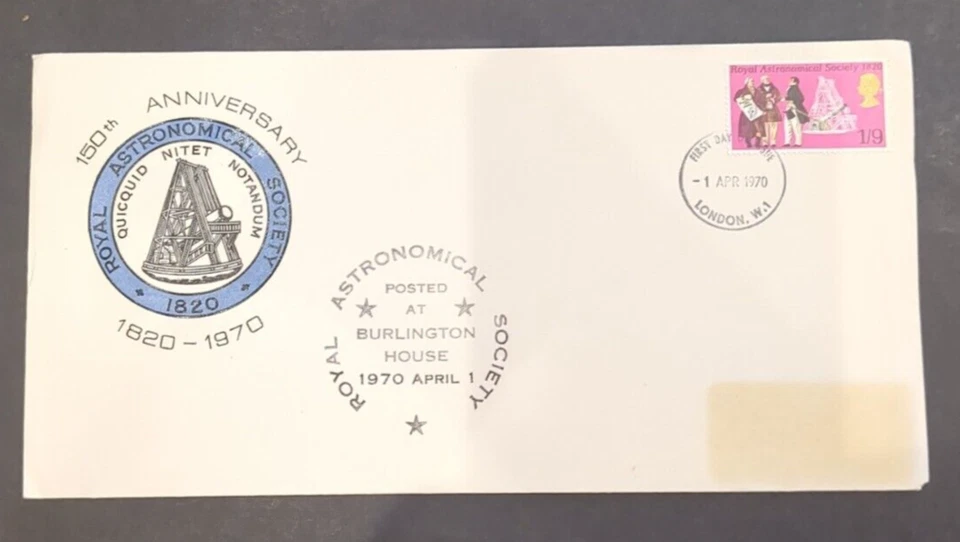 150th ANNIVERSARY
ROYAL ASTRONOMICAL SOCIETY
QUICQUID NITET NOTANDUM
1820
1820-1970
ROYAL ASTRONOMICAL SOCIETY
POSTED
AT
BURLINGTON
HOUSE
1970 APRIL 1
Royal Astronomical Society 1820
1/9
FIRST DAY
-1 APR 1970
LONDON. W.1